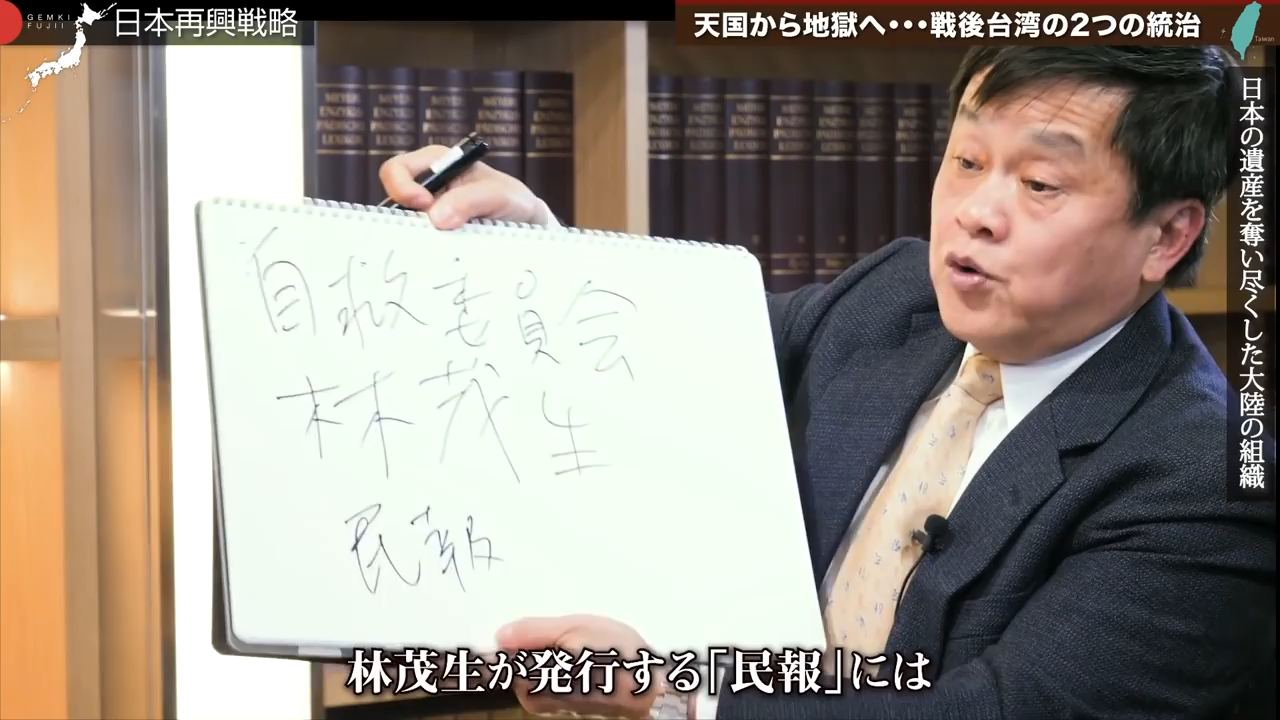 GEMKI
FUJII
日本再興戦略
天国から地獄へ・・・戦後台湾の2つの統治
Taiwan
日本の遺産を奪い尽くした大陸の組織
自救委員会
林茂生
民報
林茂生が発行する「民報」には